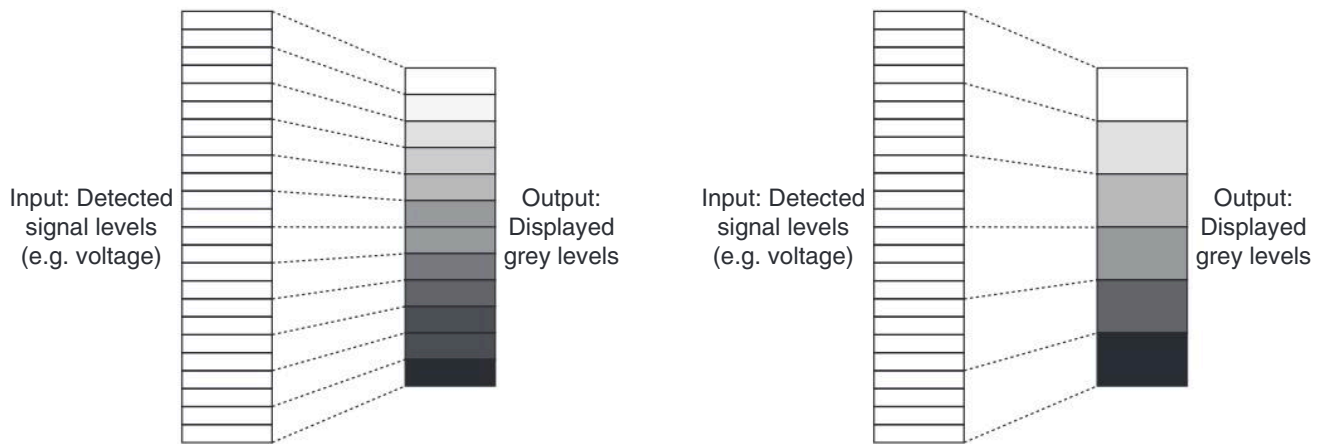 Input: Detected
signal levels
(e.g. voltage)
Output:
Displayed
grey levels
Input: Detected
signal levels
(e.g. voltage)
Output:
Displayed
grey levels